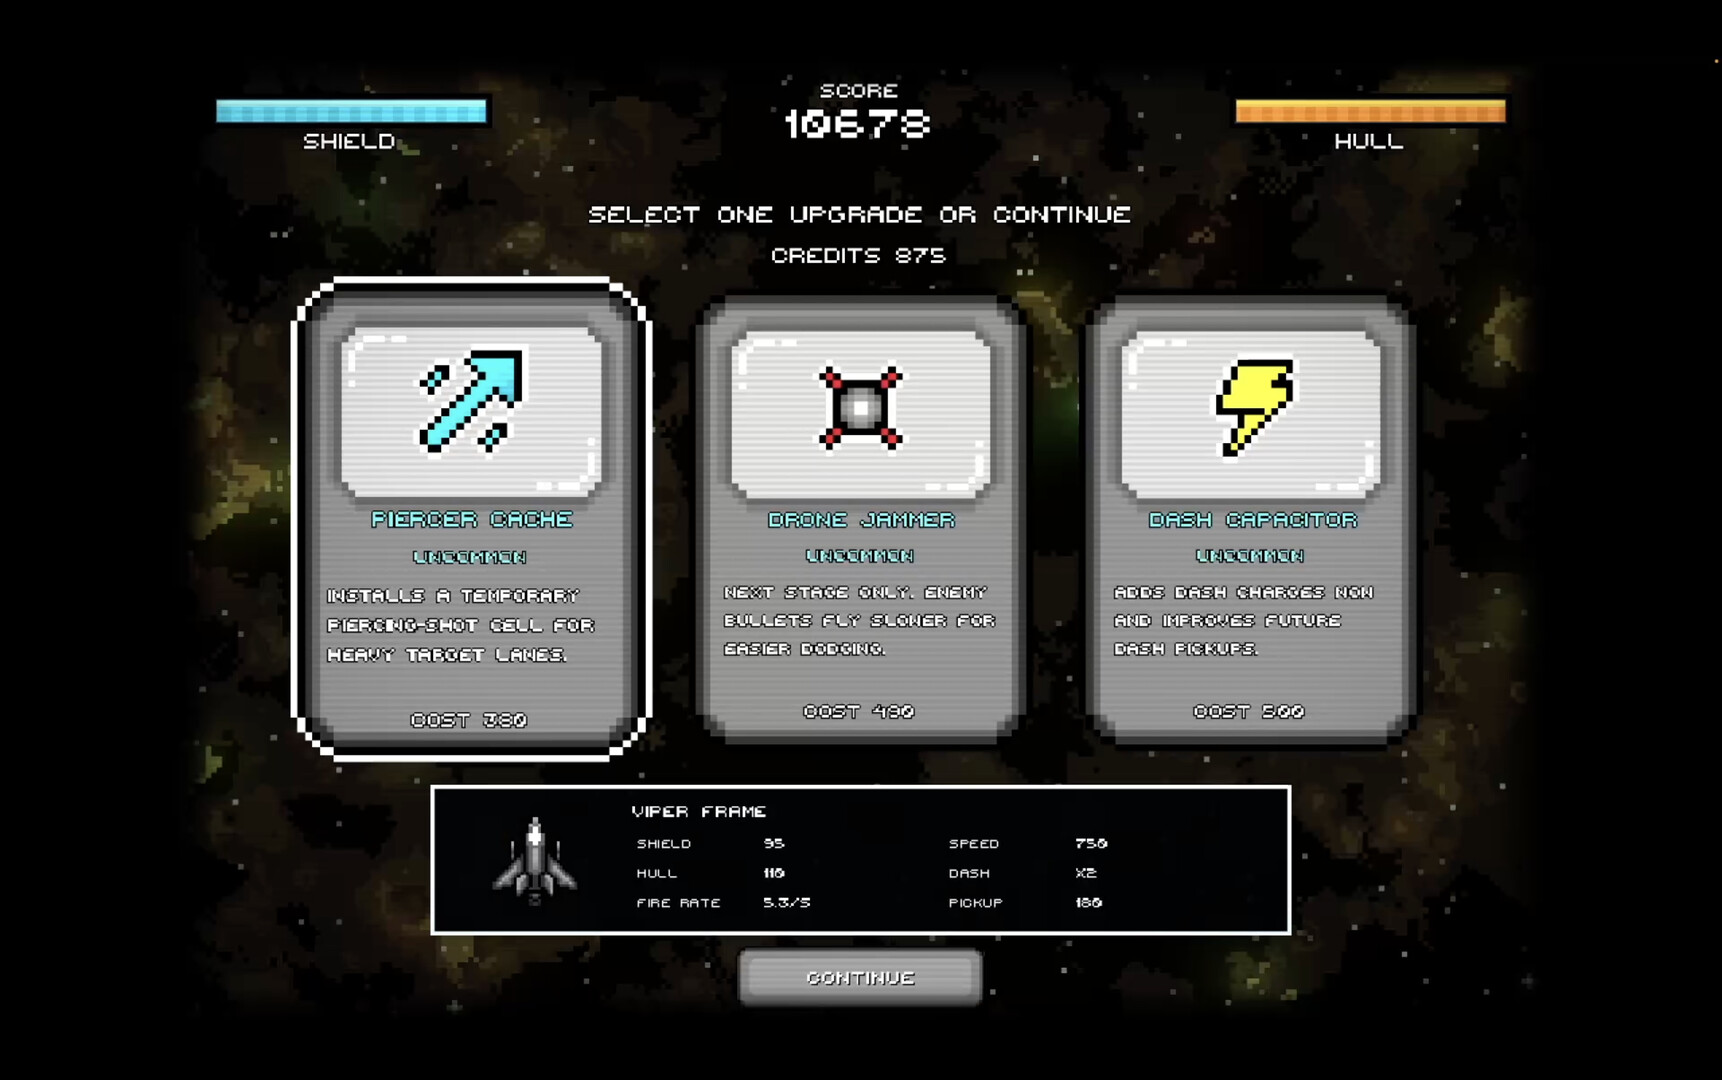 SCORE
10678
SHIELD
HULL
SELECT ONE UPGRADE OR CONTINUE
CREDITS 875
PIERCER CACHE
UNCOMMON
INSTALLS A TEMPORARY
PIERCING-SHOT CELL FOR
HEAVY TARGET LANES.
COST 380
DRONE JAMMER
UNCOMMON
NEXT STAGE ONLY. ENEMY
BULLETS FLY SLOWER FOR
EASIER DODGING.
COST 490
DASH CAPACITOR
UNCOMMON
ADDS DASH CHARGES NOW
AND IMPROVES FUTURE
DASH PICKUPS.
COST 500
VIPER FRAME
SHIELD 95 SPEED 750
HULL 110 DASH X2
FIRE RATE 5.3/S PICKUP 180
CONTINUE